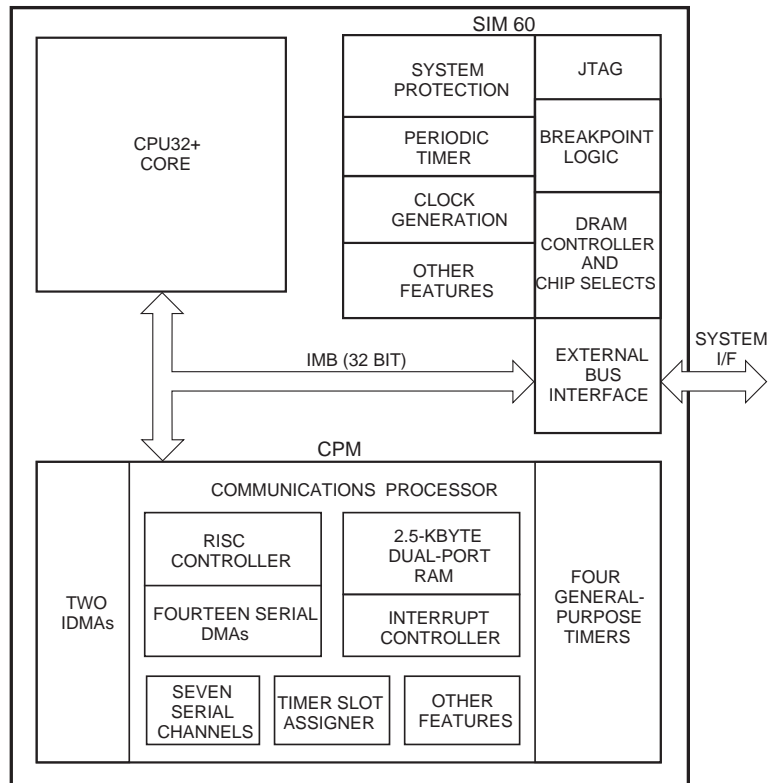 SIM 60
CPU32+
CORE
SYSTEM
PROTECTION
JTAG
PERIODIC
TIMER
BREAKPOINT
LOGIC
CLOCK
GENERATION
DRAM
CONTROLLER
AND
CHIP SELECTS
OTHER
FEATURES
IMB (32 BIT)
EXTERNAL
BUS
INTERFACE
SYSTEM
I/F
CPM
TWO
IDMAs
COMMUNICATIONS PROCESSOR
RISC
CONTROLLER
2.5-KBYTE
DUAL-PORT
RAM
FOURTEEN SERIAL
DMAs
INTERRUPT
CONTROLLER
SEVEN
SERIAL
CHANNELS
TIMER SLOT
ASSIGNER
OTHER
FEATURES
FOUR
GENERAL-
PURPOSE
TIMERS